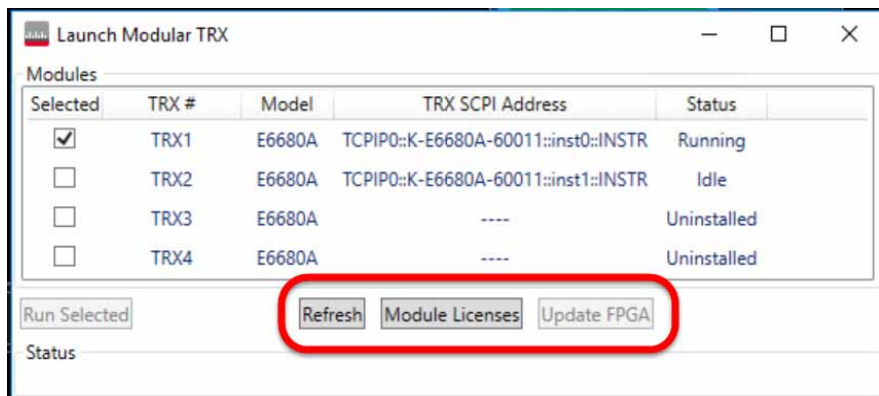 Launch Modular TRX
Modules
Selected TRX # Model TRX SCPI Address Status
TRX1 E6680A TCPIP0::K-E6680A-60011::inst0::INSTR Running
TRX2 E6680A TCPIP0::K-E6680A-60011::inst1::INSTR Idle
TRX3 E6680A ---- Uninstalled
TRX4 E6680A ---- Uninstalled
Run Selected Refresh Module Licenses Update FPGA
Status